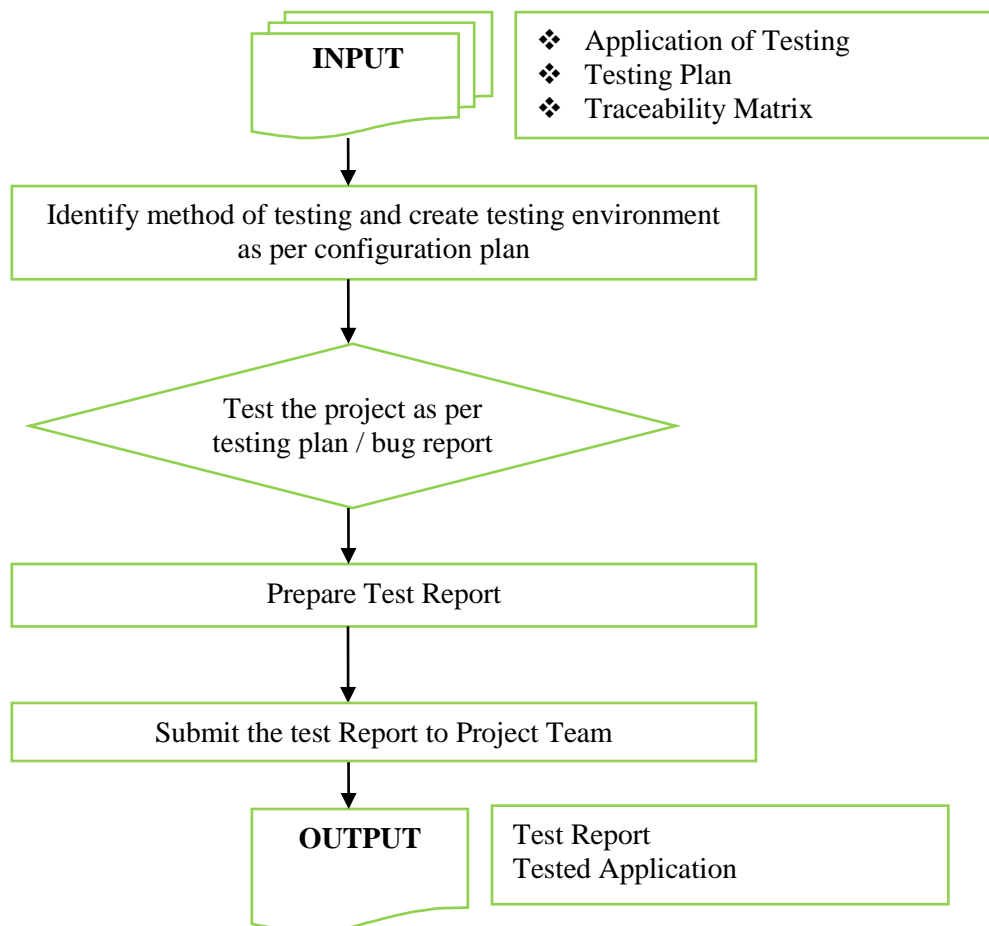 INPUT
❖ Application of Testing
❖ Testing Plan
❖ Traceability Matrix
Identify method of testing and create testing environment
as per configuration plan
Test the project as per
testing plan / bug report
Prepare Test Report
Submit the test Report to Project Team
OUTPUT
Test Report
Tested Application